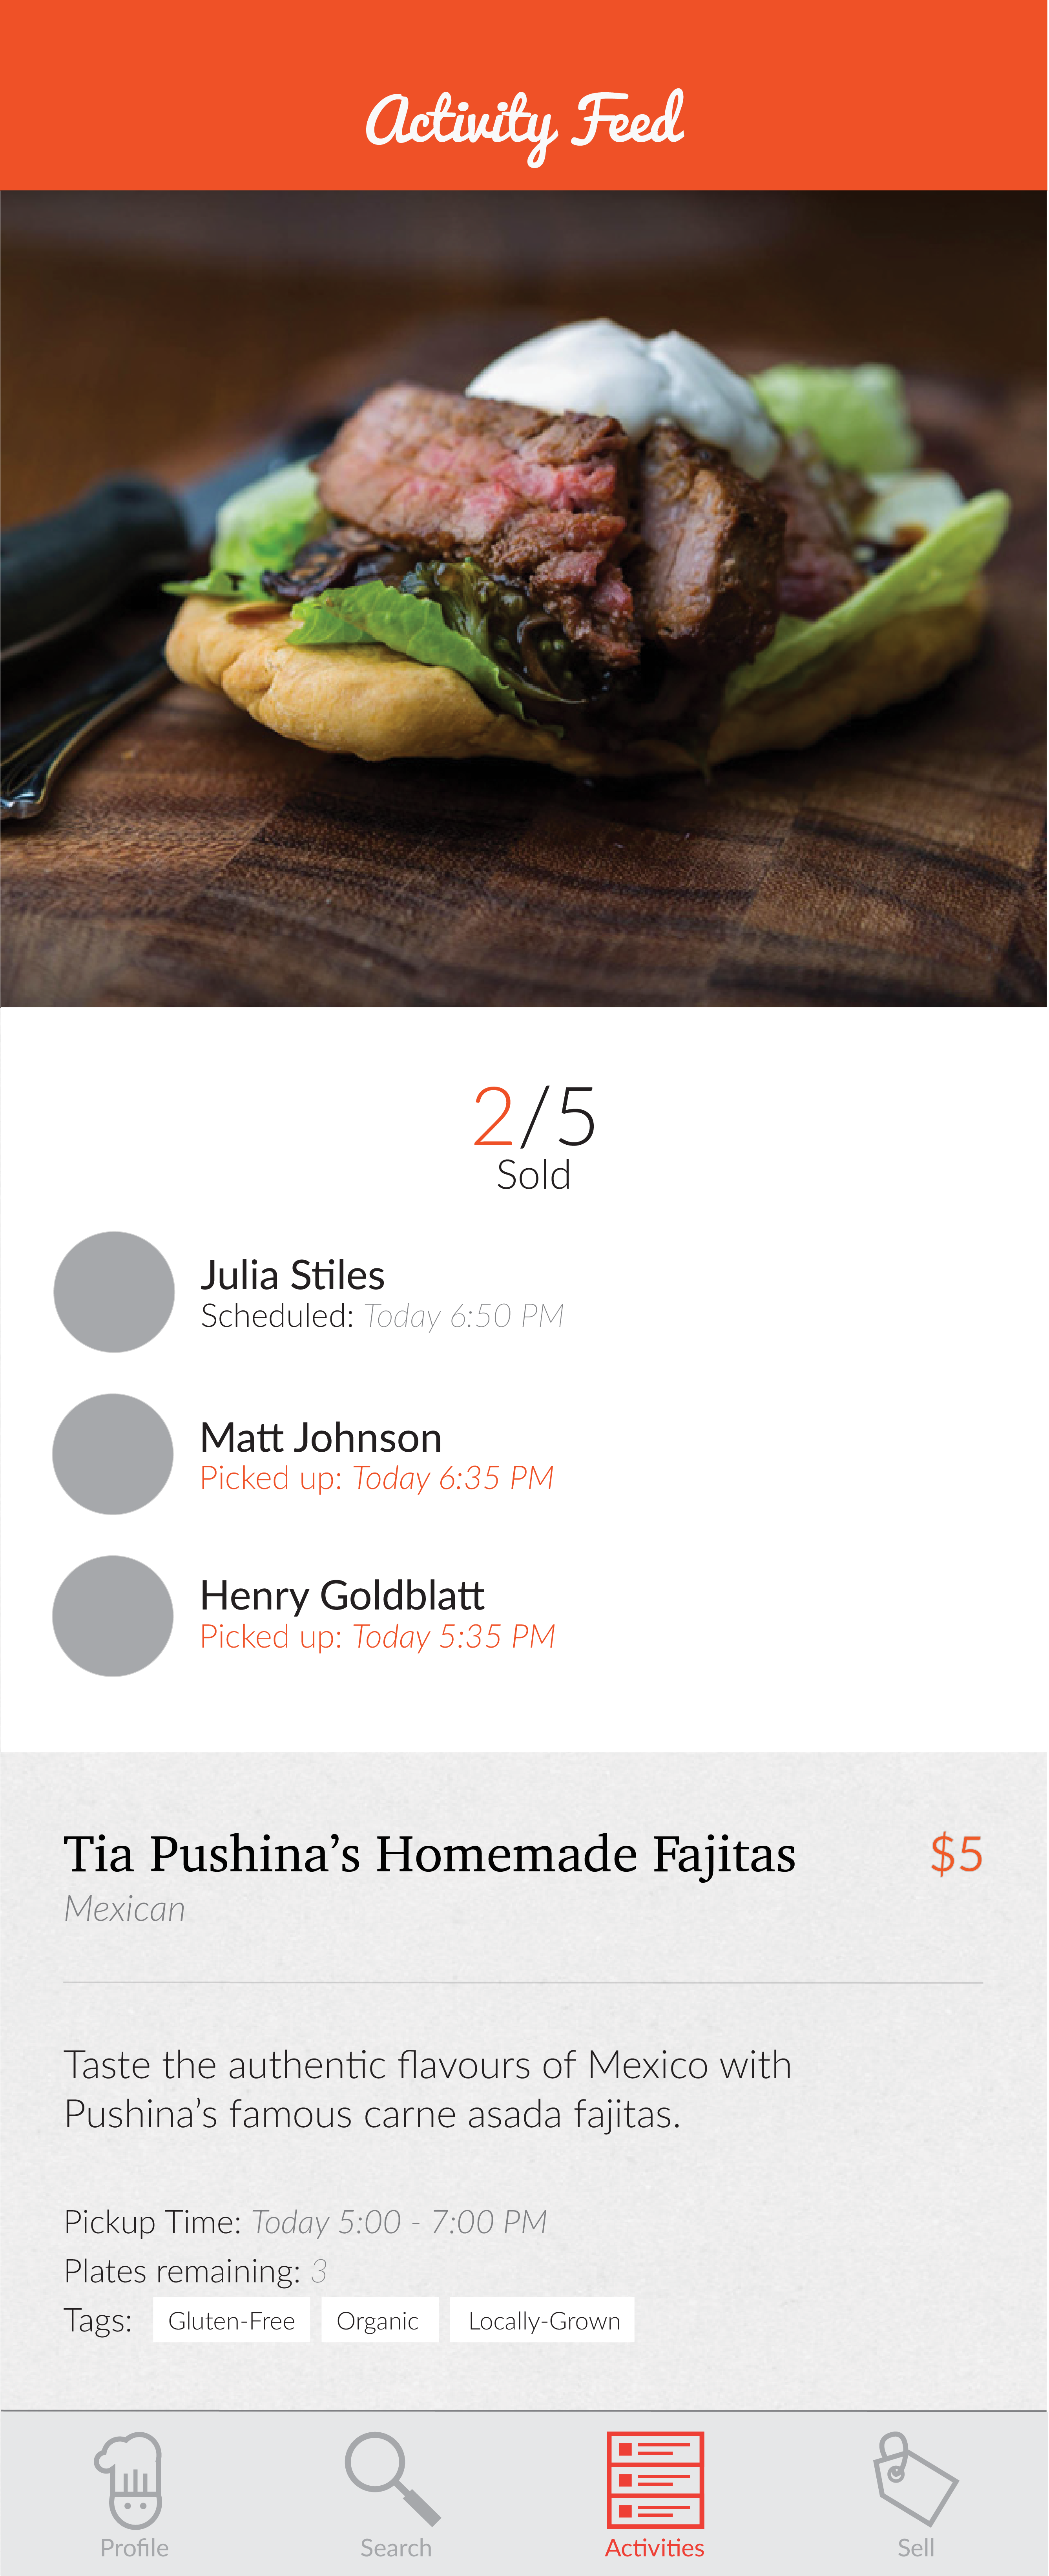 Activity Feed
2/5
Sold
Julia Stiles
Scheduled: Today 6:50 PM
Matt Johnson
Picked up: Today 6:35 PM
Henry Goldblatt
Picked up: Today 5:35 PM
Tia Pushina’s Homemade Fajitas $5
Mexican
Taste the authentic flavours of Mexico with
Pushina’s famous carne asada fajitas.
Pickup Time: Today 5:00 - 7:00 PM
Plates remaining: 3
Tags: Gluten-Free Organic Locally-Grown
Profile Search Activities Sell